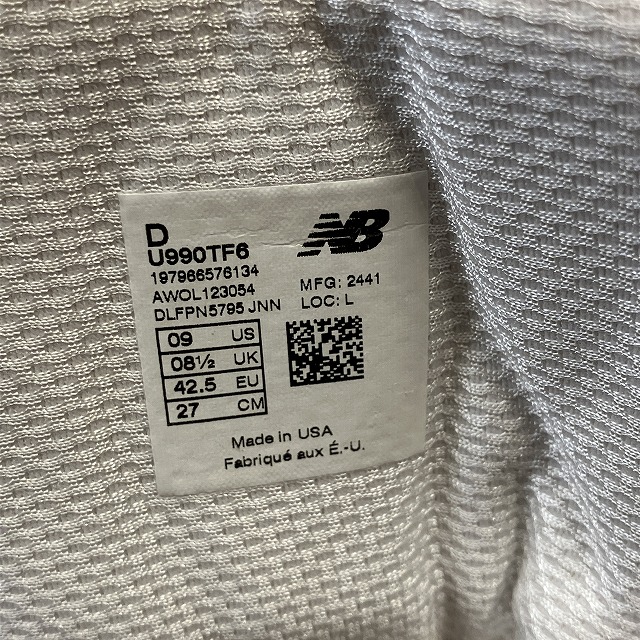 D
NB
U990TF6
197966576134
AWOL123054
DLFPN5795 JNN
MFG: 2441
LOC: L
09 US
08½ UK
42.5 EU
27 CM
Made in USA
Fabriqué aux É.-U.